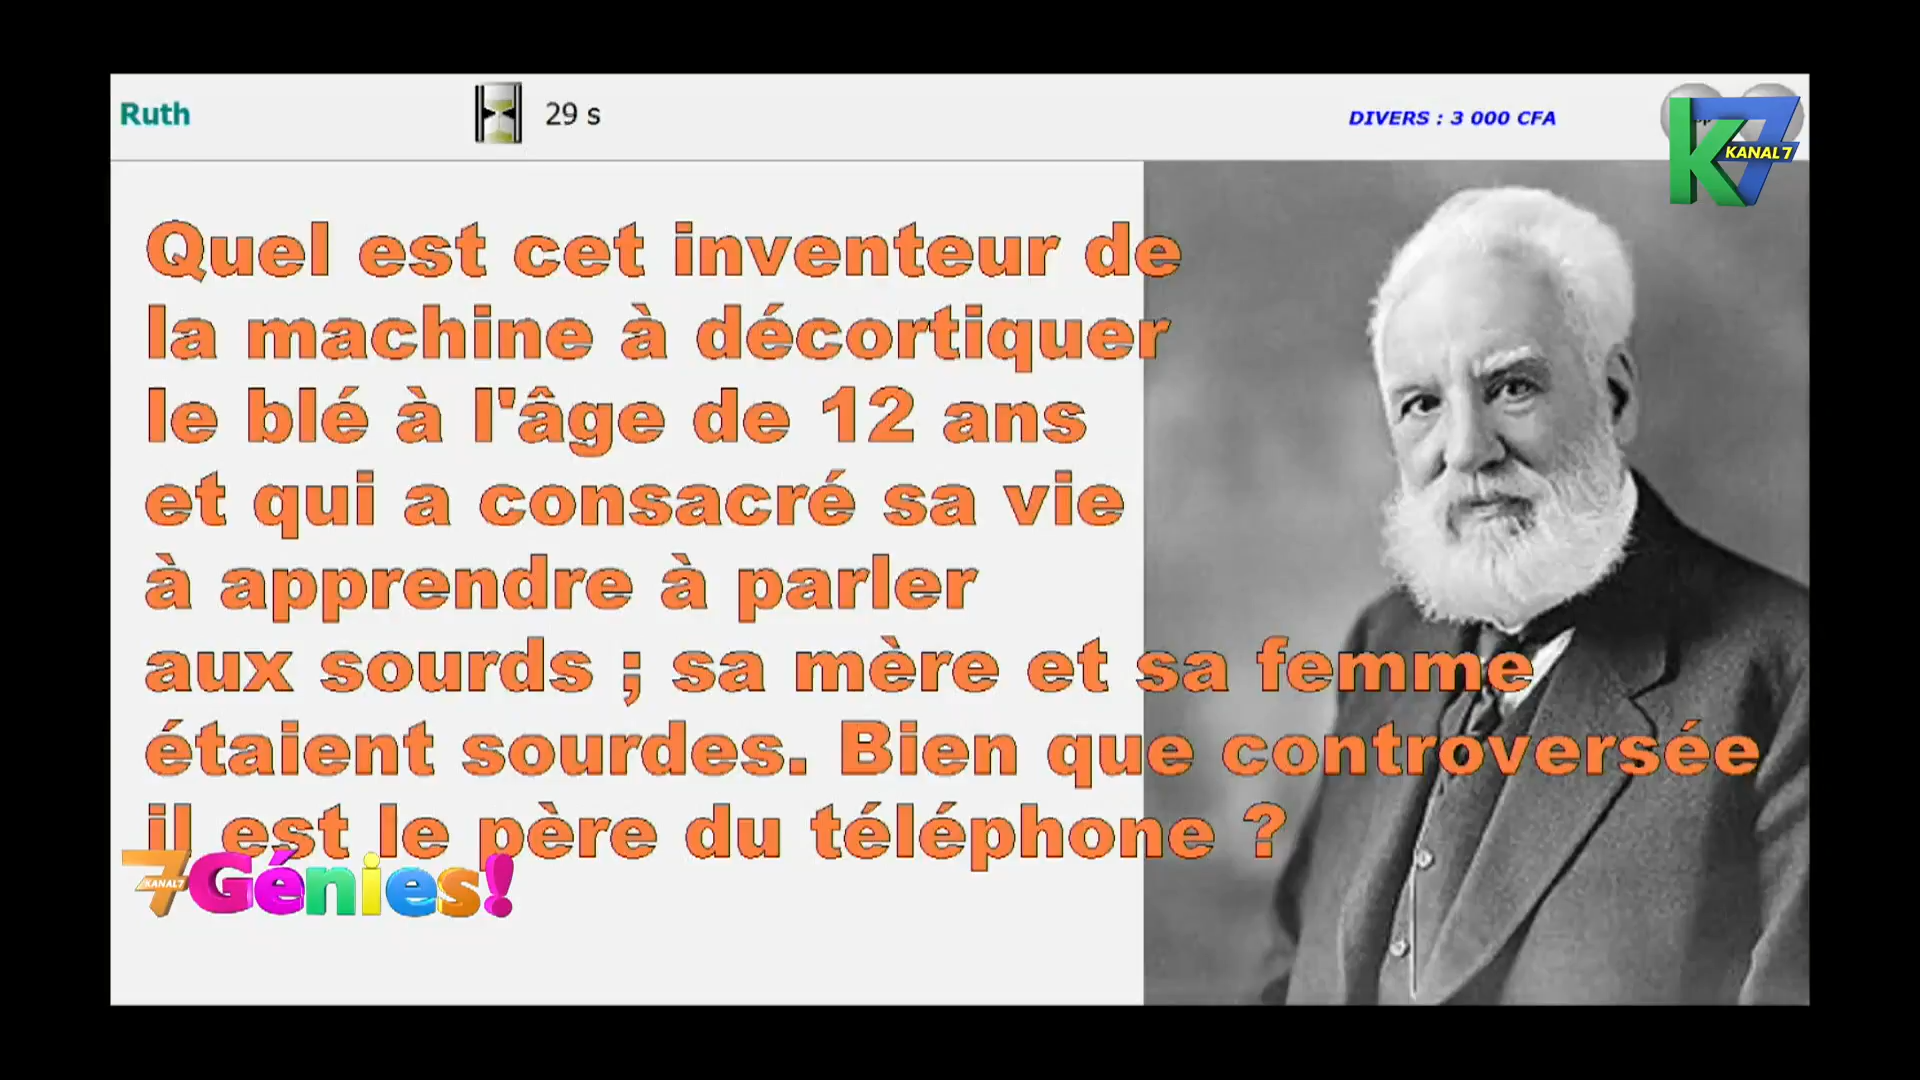 Ruth
29 s
DIVERS : 3 000 CFA
KANAL7
Quel est cet inventeur de
la machine à décortiquer
le blé à l'âge de 12 ans
et qui a consacré sa vie
à apprendre à parler
aux sourds ; sa mère et sa femme
étaient sourdes. Bien que controversée
il est le père du téléphone ?
7 KANAL7 Génies!